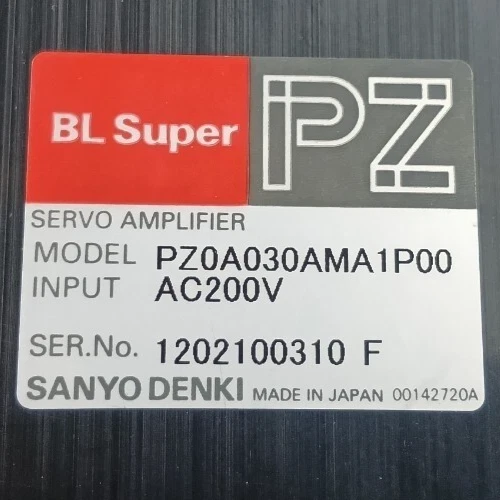 BL Super PZ
SERVO AMPLIFIER
MODEL PZ0A030AMA1P00
INPUT AC200V
SER.No. 1202100310 F
SANYO DENKI MADE IN JAPAN 00142720A